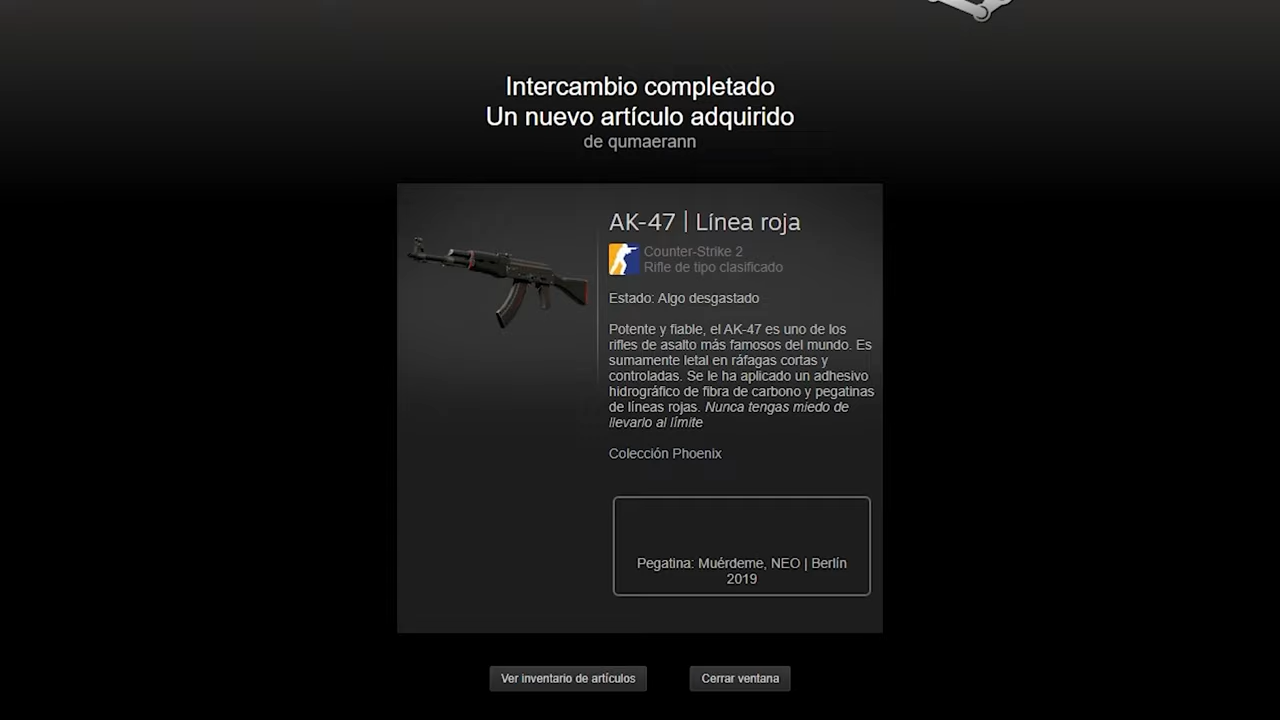 Intercambio completado
Un nuevo artículo adquirido
de qumaerann
AK-47 | Línea roja
Counter-Strike 2
Rifle de tipo clasificado
Estado: Algo desgastado
Potente y fiable, el AK-47 es uno de los
rifles de asalto más famosos del mundo. Es
sumamente letal en ráfagas cortas y
controladas. Se le ha aplicado un adhesivo
hidrográfico de fibra de carbono y pegatinas
de líneas rojas. Nunca tengas miedo de
llevarlo al límite
Colección Phoenix
Pegatina: Muérdeme, NEO | Berlín
2019
Ver inventario de artículos
Cerrar ventana